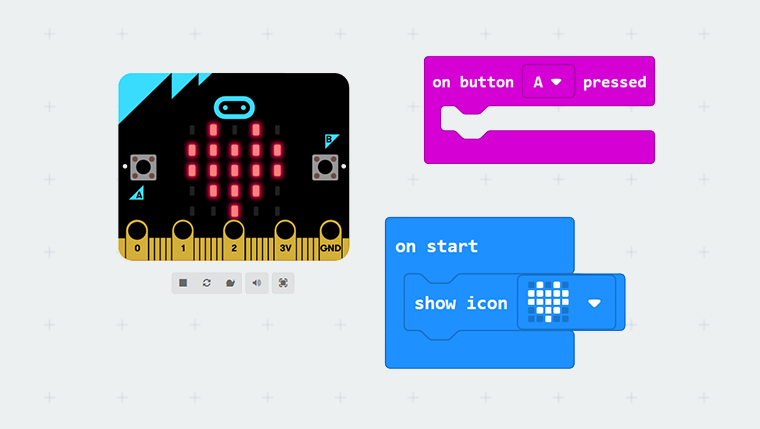 on button A pressed
B
A
0 1 2 3V GND
on start
show icon